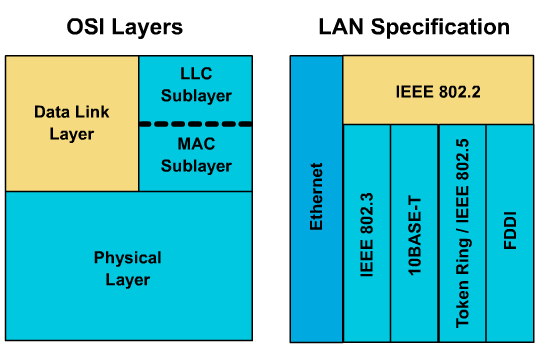 OSI Layers
LAN Specification
Data Link
Layer
LLC
Sublayer
MAC
Sublayer
Physical
Layer
Ethernet
IEEE 802.2
IEEE 802.3
10BASE-T
Token Ring / IEEE 802.5
FDDI